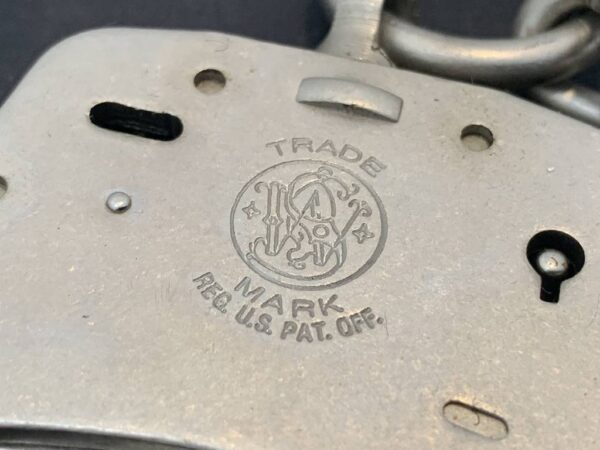 TRADE
S&W
MARK
REG. U.S. PAT. OFF.